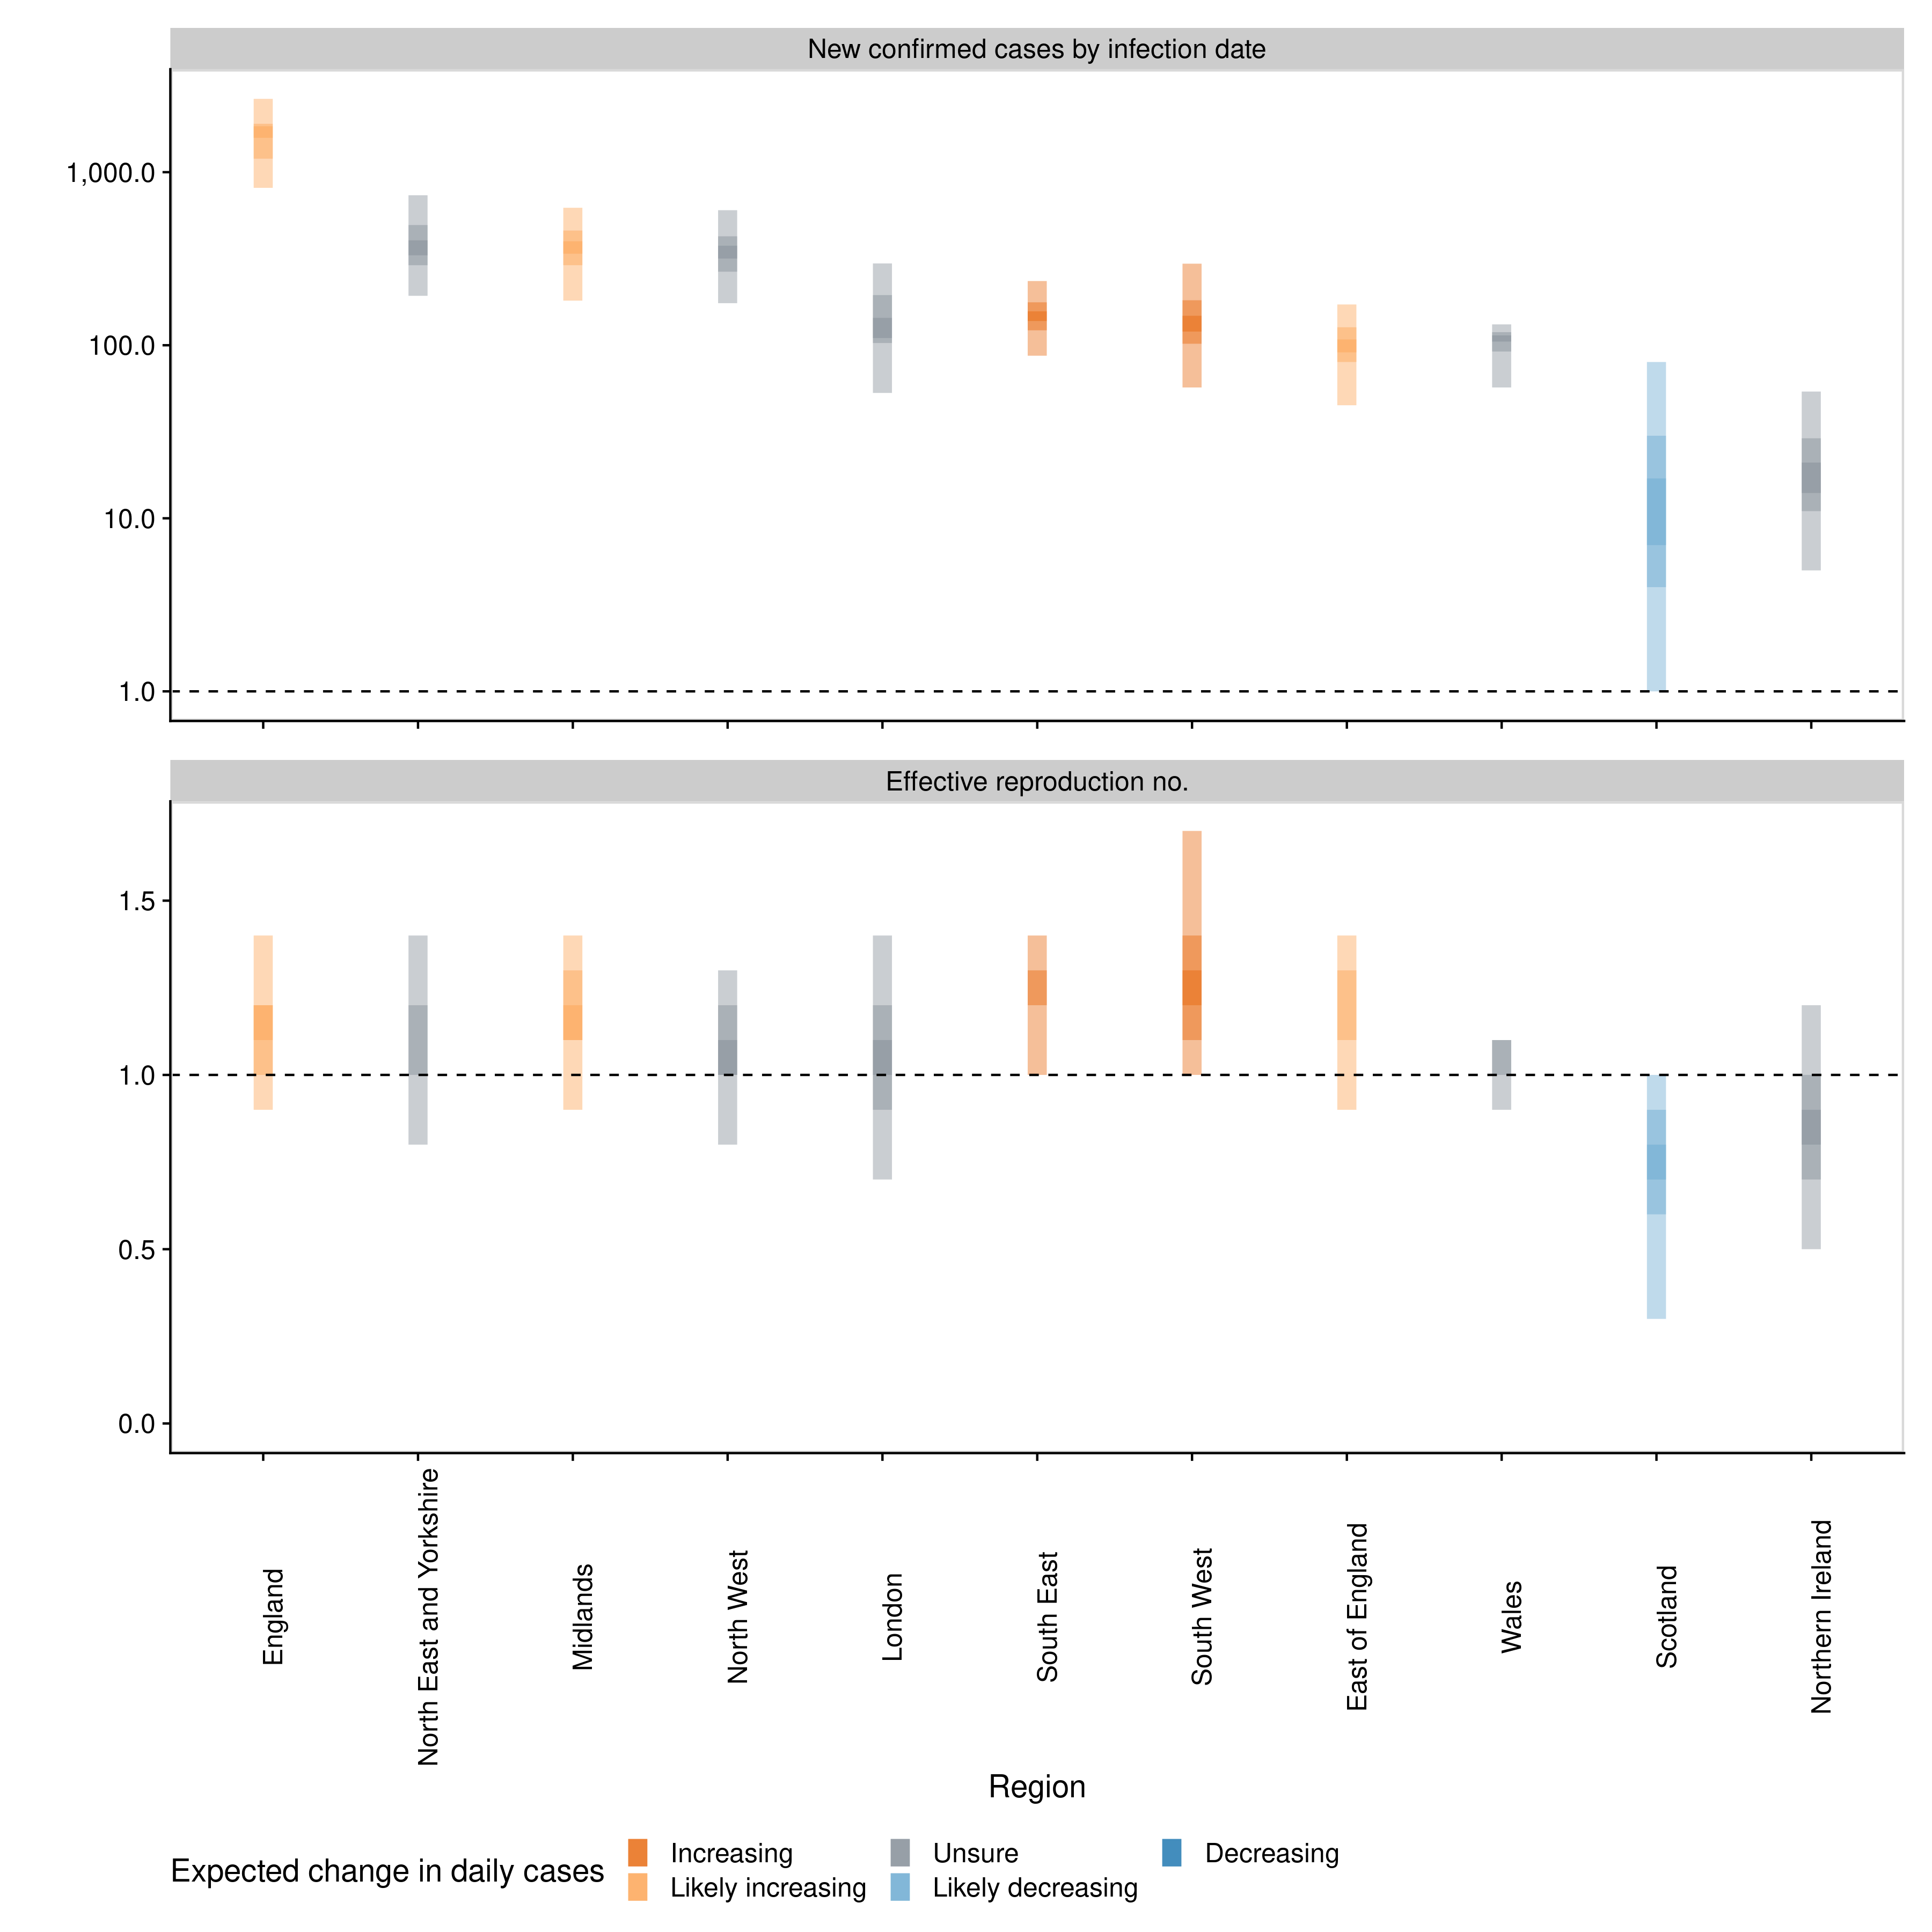 New confirmed cases by infection date
1,000.0
100.0
10.0
1.0
Effective reproduction no.
1.5
1.0
0.5
0.0
England
North East and Yorkshire
Midlands
North West
London
South East
South West
East of England
Wales
Scotland
Northern Ireland
Region
Expected change in daily cases
Increasing
Likely increasing
Unsure
Likely decreasing
Decreasing